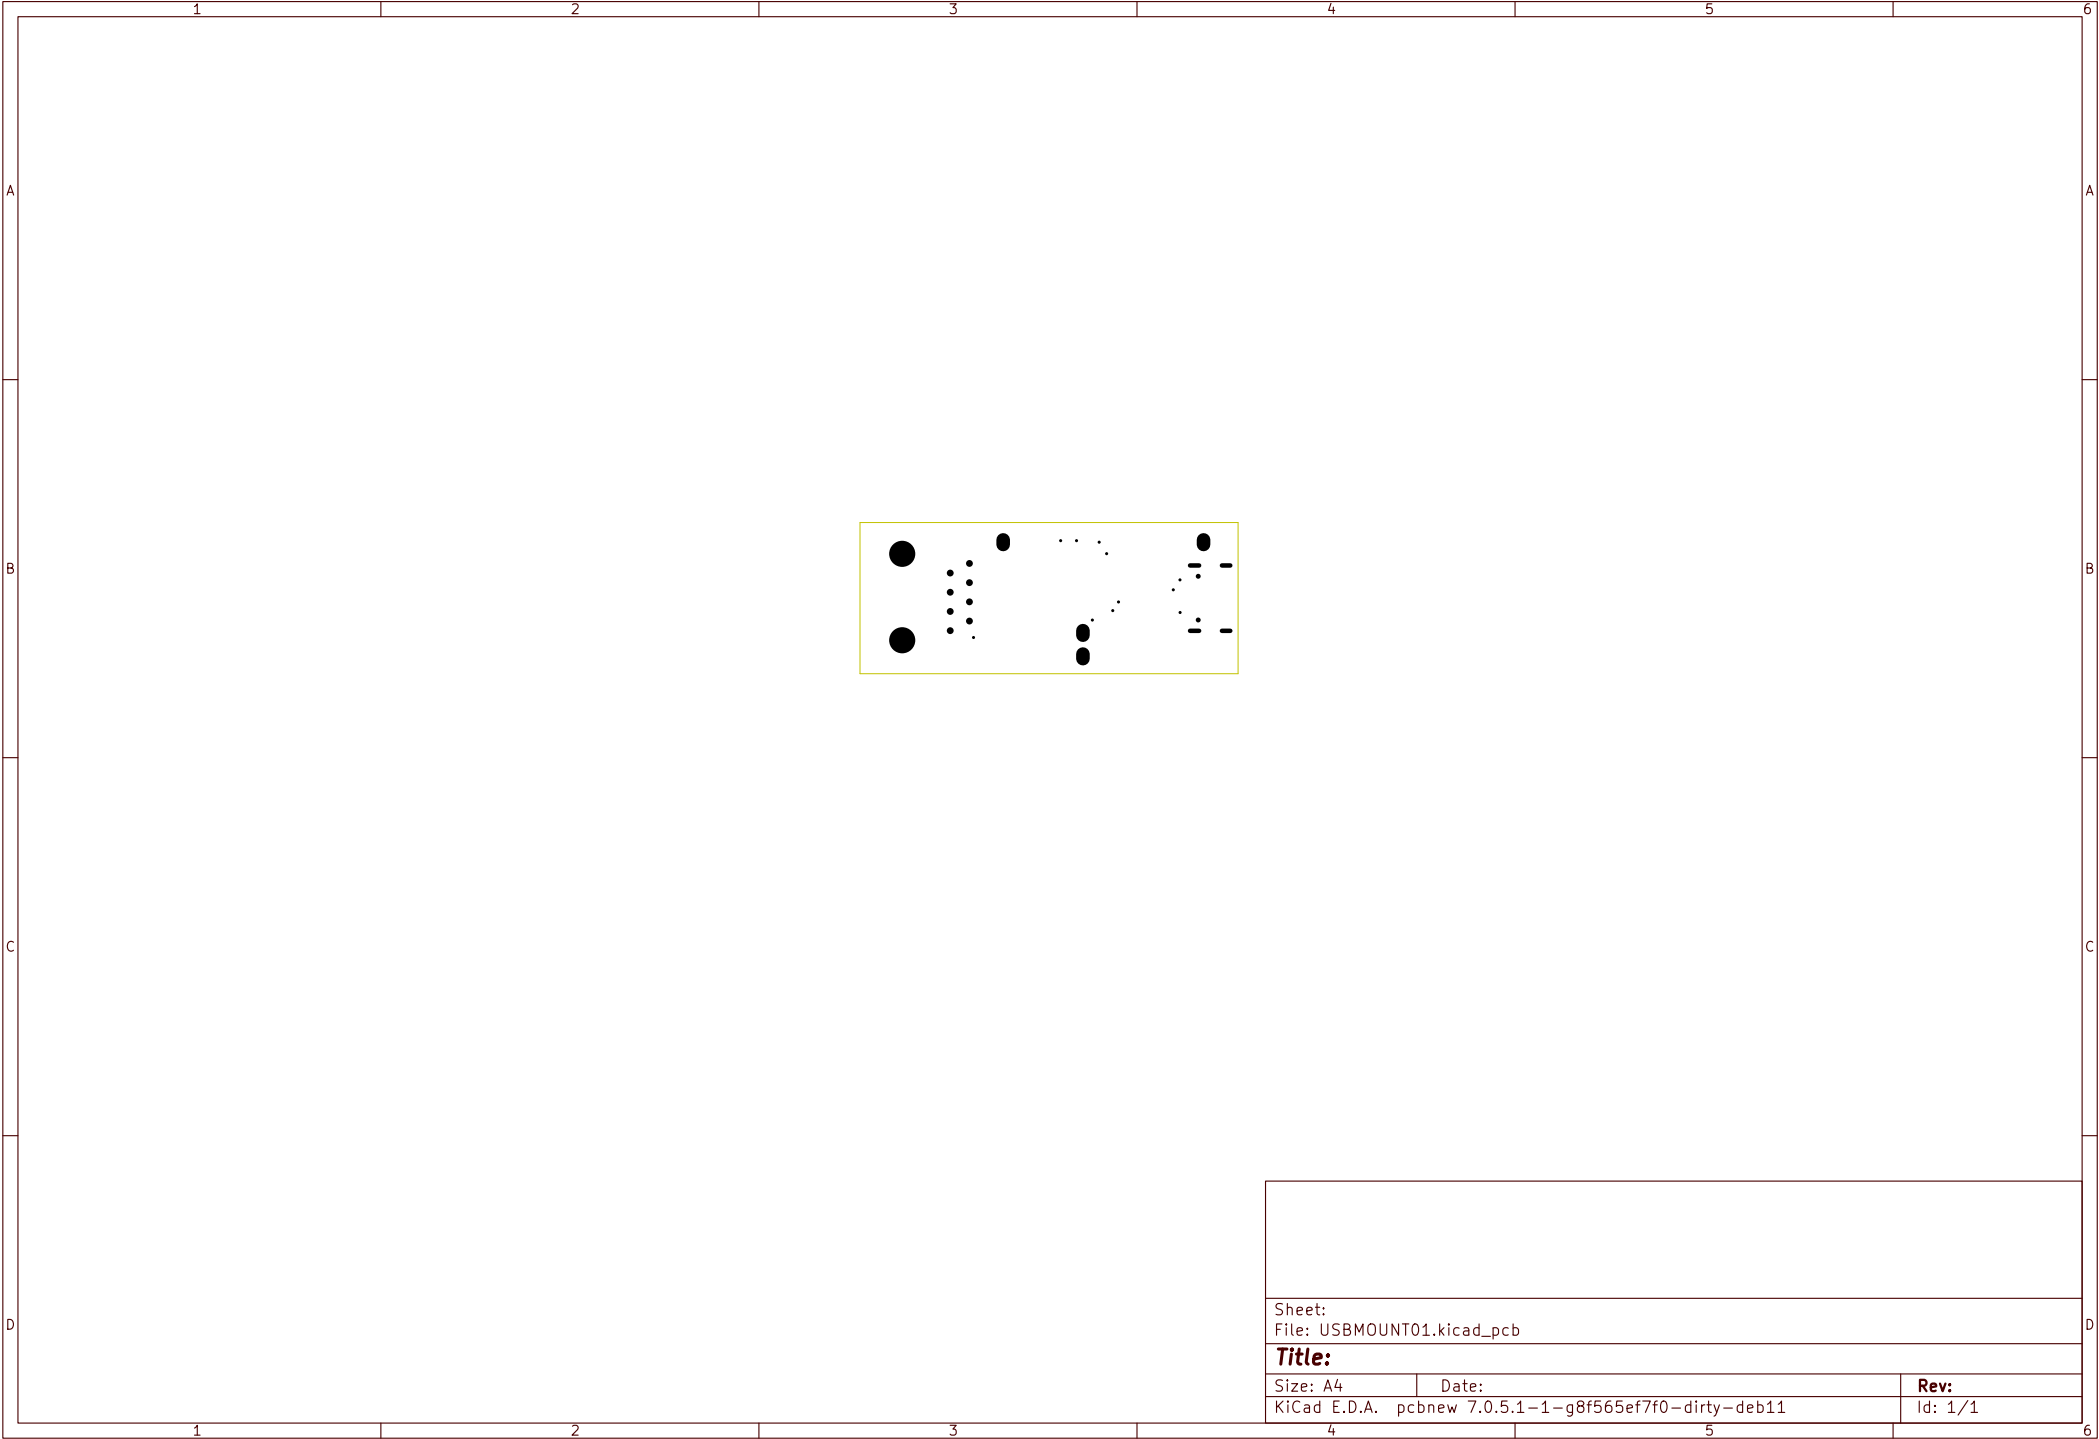 1 2 3 4 5 6
A A
B B
C C
D D
Sheet:
File: USBMOUNT01.kicad_pcb
Title:
Size: A4 Date: Rev:
KiCad E.D.A. pcbnew 7.0.5.1-1-g8f565ef7f0-dirty-deb11 Id: 1/1
1 2 3 4 5 6